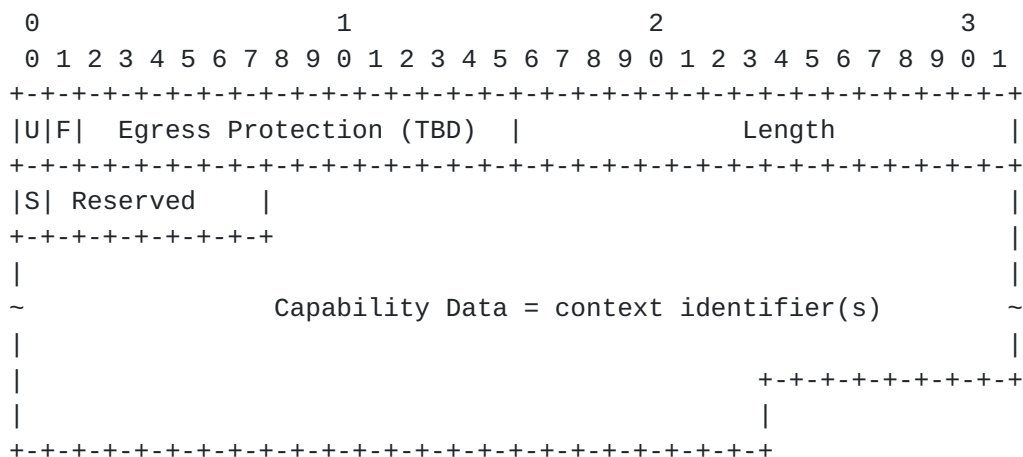 0                   1                   2                   3
 0 1 2 3 4 5 6 7 8 9 0 1 2 3 4 5 6 7 8 9 0 1 2 3 4 5 6 7 8 9 0 1
+-+-+-+-+-+-+-+-+-+-+-+-+-+-+-+-+-+-+-+-+-+-+-+-+-+-+-+-+-+-+-+-+
|U|F|  Egress Protection (TBD)  |              Length           |
+-+-+-+-+-+-+-+-+-+-+-+-+-+-+-+-+-+-+-+-+-+-+-+-+-+-+-+-+-+-+-+-+
|S| Reserved    |                                               |
+-+-+-+-+-+-+-+-+                                               |
|                                                               |
~                Capability Data = context identifier(s)        ~
|                                                               |
|                                               +-+-+-+-+-+-+-+-+
|                                               |
+-+-+-+-+-+-+-+-+-+-+-+-+-+-+-+-+-+-+-+-+-+-+-+-+